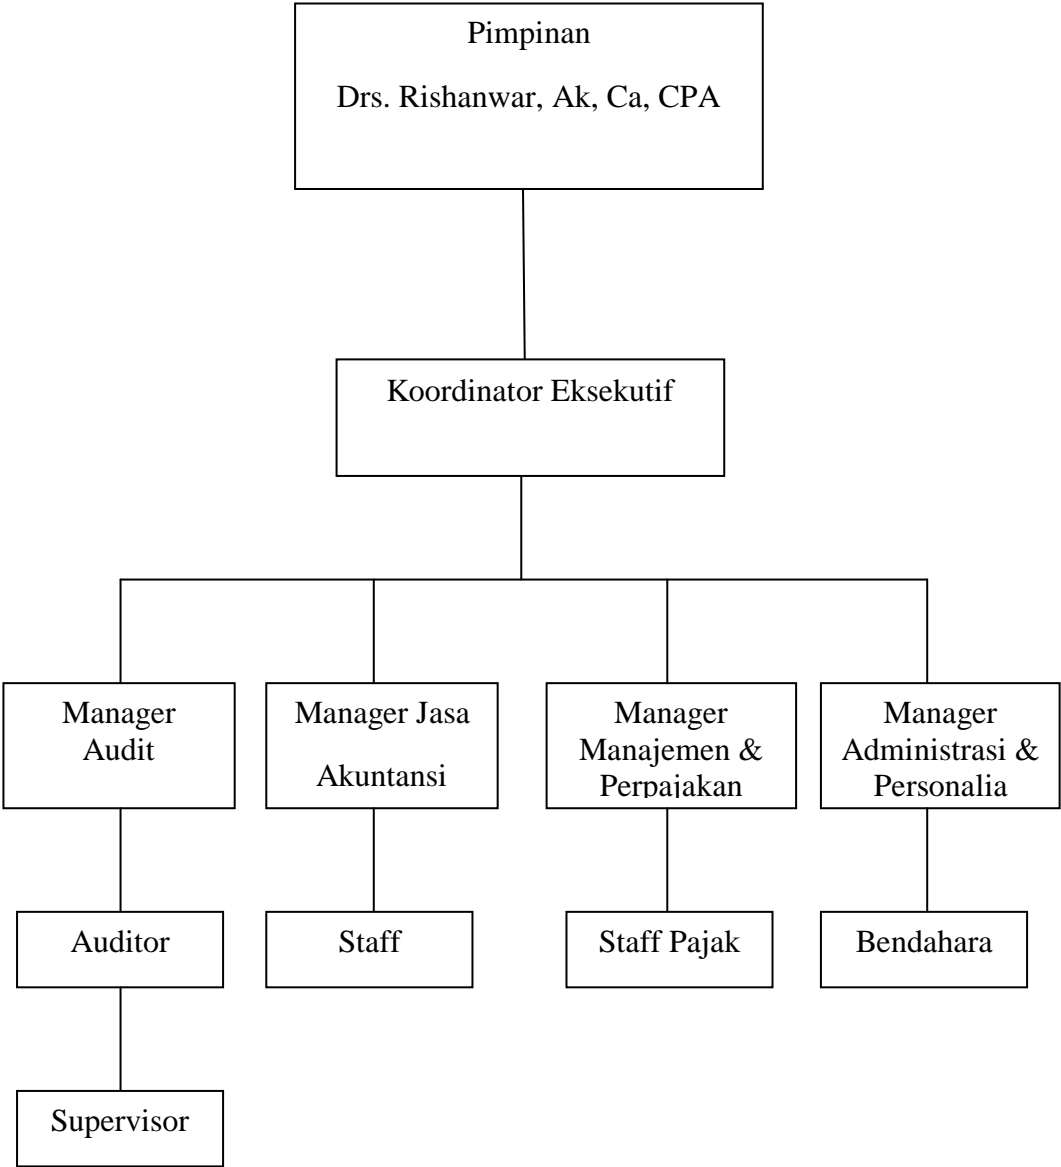 Pimpinan
Drs. Rishanwar, Ak, Ca, CPA
Koordinator Eksekutif
Manager
Audit
Manager Jasa
Akuntansi
Manager
Manajemen &
Perpajakan
Manager
Administrasi &
Personalia
Auditor
Staff
Staff Pajak
Bendahara
Supervisor